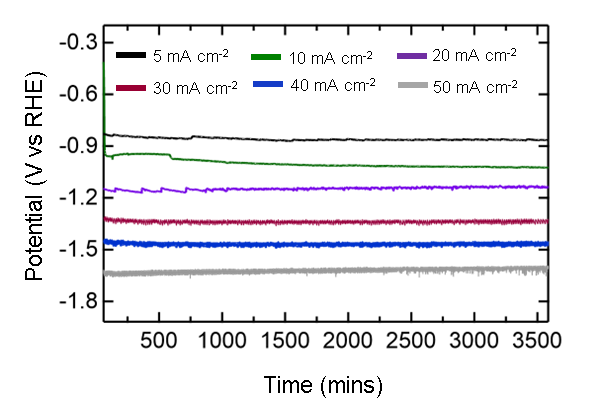 -0.3
-0.6
-0.9
-1.2
-1.5
-1.8
Potential (V vs RHE)
5 mA cm-2 10 mA cm-2 20 mA cm-2
30 mA cm-2 40 mA cm-2 50 mA cm-2
500 1000 1500 2000 2500 3000 3500
Time (mins)